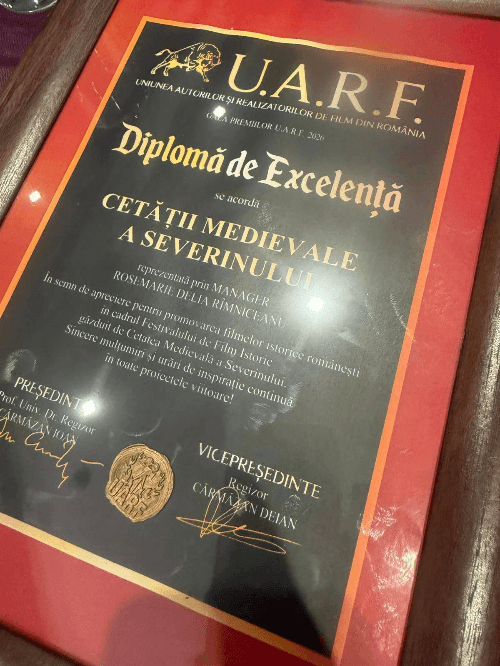 U.A.R.F.
UNIUNEA AUTORILOR ȘI REALIZATORILOR DE FILM DIN ROMÂNIA
GALA PREMIILOR U.A.R.F. 2026
Diplomă de Excelență
se acordă
CETĂȚII MEDIEVALE
A SEVERINULUI
reprezentată prin MANAGER
ROSEMARIE DELIA RÎMNICEANU
În semn de apreciere pentru promovarea filmelor istorice românești
în cadrul Festivalului de Film Istoric
găzduit de Cetatea Medievală a Severinului.
Sincere mulțumiri și urări de inspirație continuă
în toate proiectele viitoare!
PREȘEDINTE
Prof. Univ. Dr. Regizor
CĂRMĂZAN IOAN
VICEPREȘEDINTE
Regizor
CĂRMĂZAN DEIAN
UARF